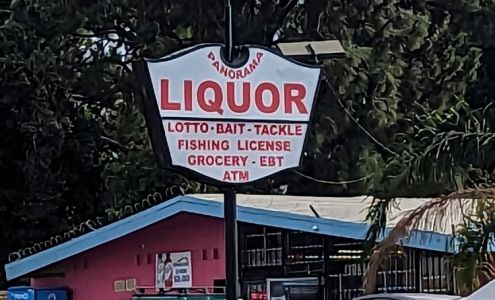 PANORAMA
LIQUOR
LOTTO - BAIT - TACKLE
FISHING LICENSE
GROCERY - EBT
ATM